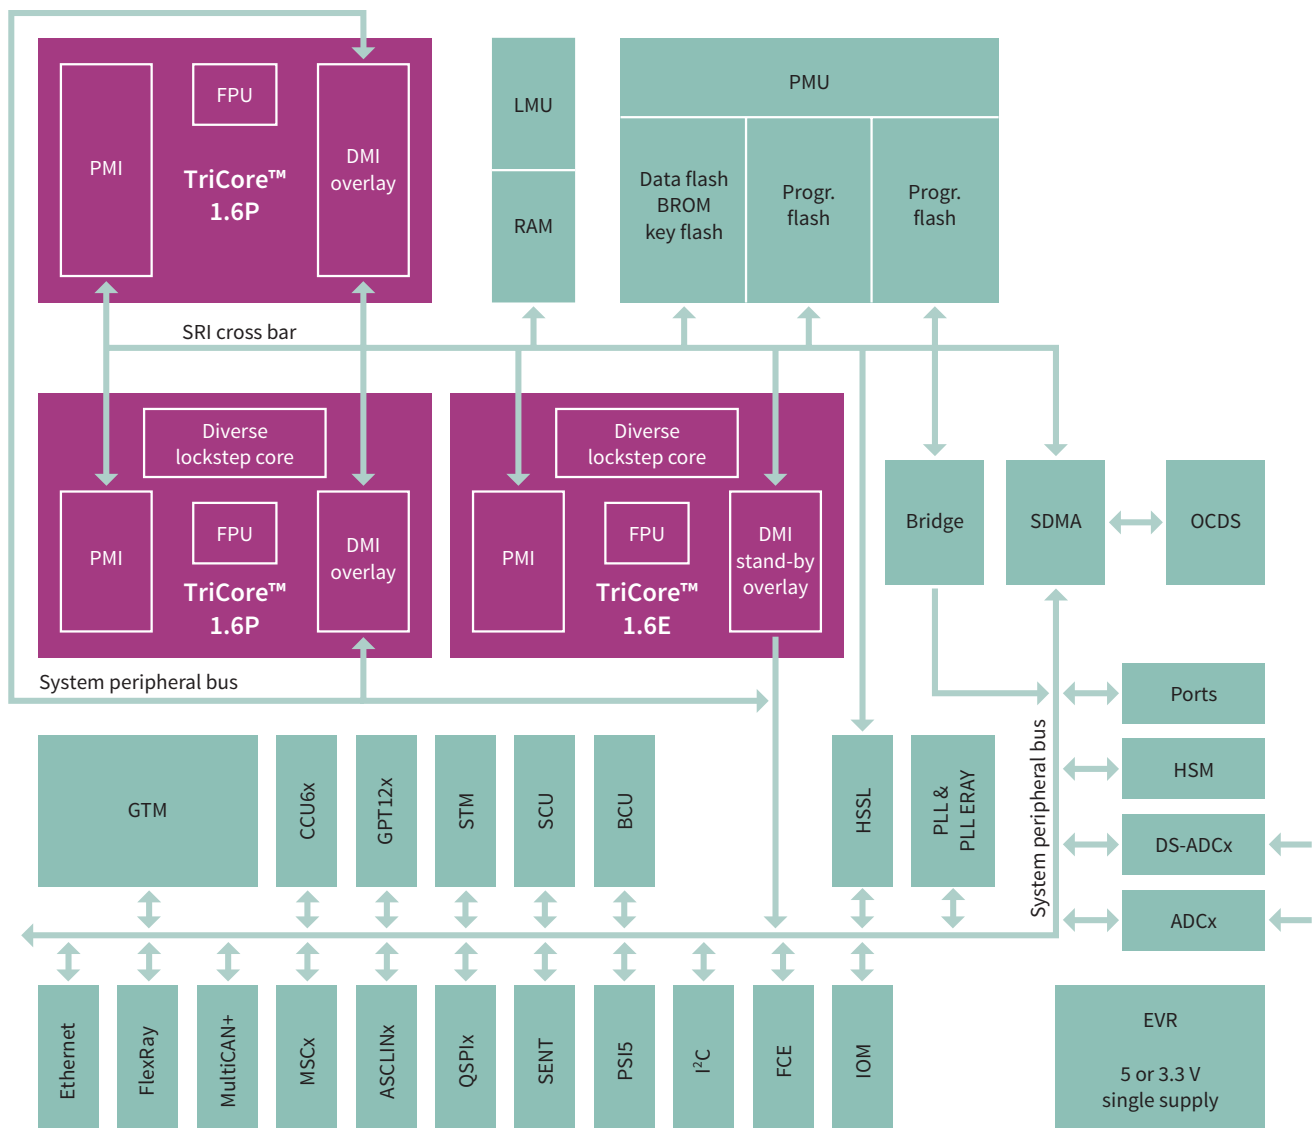 FPU
PMI
TriCore™
1.6P
DMI
overlay
LMU
RAM
PMU
Data flash
BROM
key flash
Progr.
flash
Progr.
flash
SRI cross bar
Diverse
lockstep core
PMI
FPU
TriCore™
1.6P
DMI
overlay
Diverse
lockstep core
PMI
FPU
TriCore™
1.6E
DMI
stand-by
overlay
Bridge
SDMA
OCDS
System peripheral bus
GTM
CCU6x
GPT12x
STM
SCU
BCU
HSSL
PLL &
PLL ERAY
System peripheral bus
Ports
HSM
DS-ADCx
ADCx
Ethernet
FlexRay
MultiCAN+
MSCx
ASCLINx
QSPIx
SENT
PSI5
I²C
FCE
IOM
EVR
5 or 3.3 V
single supply